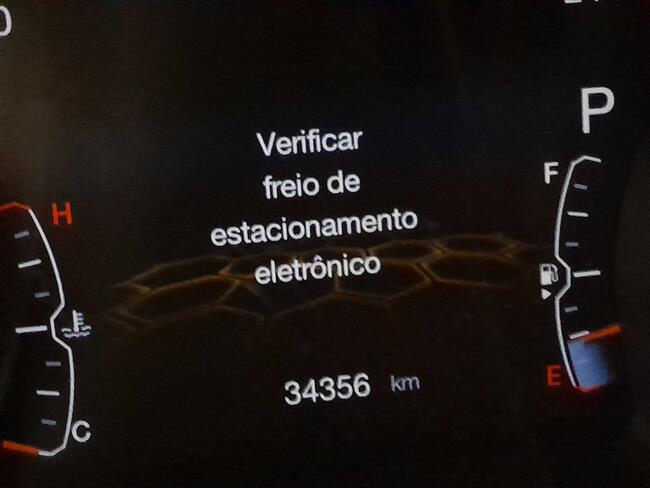 P
Verificar
freio de
estacionamento
eletrônico
F
H
E
34356 km
C